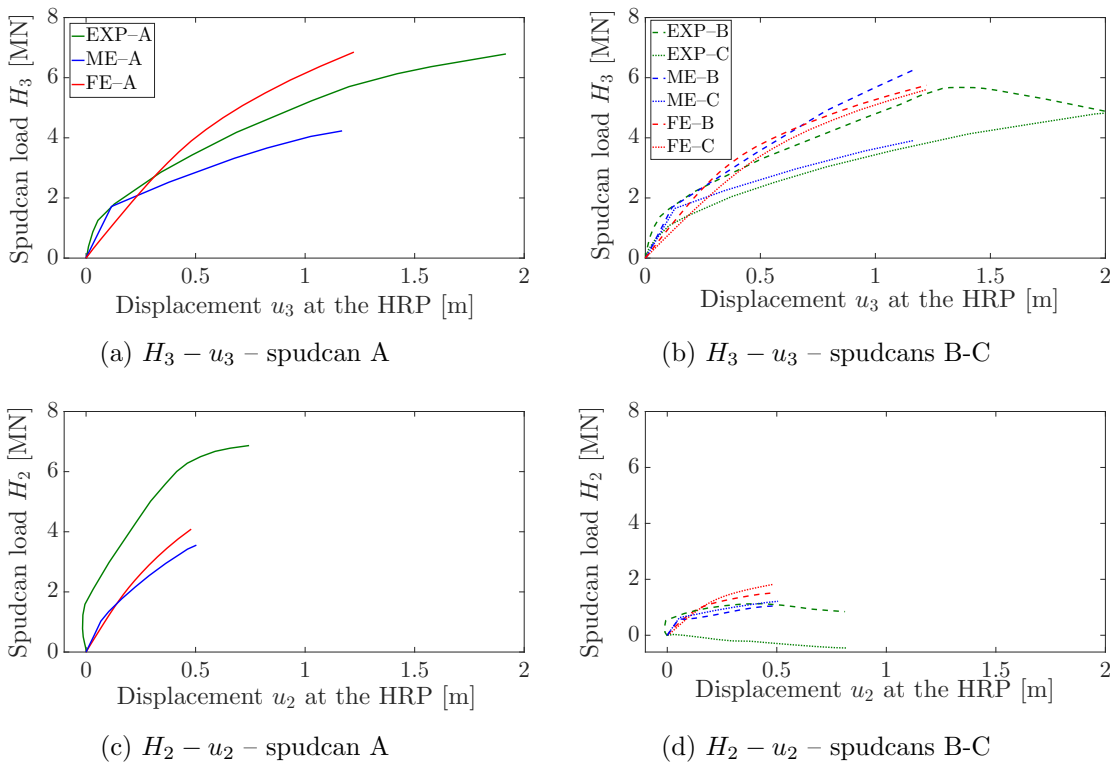 Spudcan load H₃ [MN]
8
6
4
2
0
EXP–A
ME–A
FE–A
0 0.5 1 1.5 2
Displacement u₃ at the HRP [m]
(a) H₃ − u₃ – spudcan A
Spudcan load H₃ [MN]
8
6
4
2
0
EXP–B
EXP–C
ME–B
ME–C
FE–B
FE–C
0 0.5 1 1.5 2
Displacement u₃ at the HRP [m]
(b) H₃ − u₃ – spudcans B-C
Spudcan load H₂ [MN]
8
6
4
2
0
0 0.5 1 1.5 2
Displacement u₂ at the HRP [m]
(c) H₂ − u₂ – spudcan A
Spudcan load H₂ [MN]
8
6
4
2
0
0 0.5 1 1.5 2
Displacement u₂ at the HRP [m]
(d) H₂ − u₂ – spudcans B-C